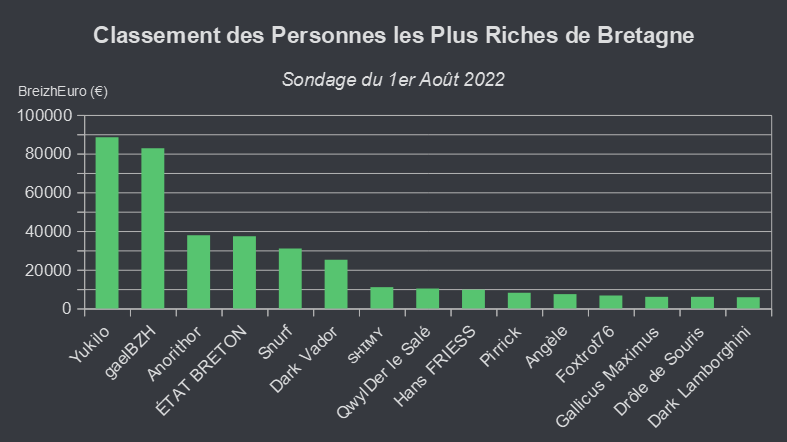 Classement des Personnes les Plus Riches de Bretagne
Sondage du 1er Août 2022
BreizhEuro (€)
100000
80000
60000
40000
20000
0
Yukilo
gaelBZH
Anorithor
ÉTAT BRETON
Snurf
Dark Vador
SHIMY
QwylDer le Salé
Hans FRIESS
Pirrick
Angèle
Foxtrot76
Gallicus Maximus
Drôle de Souris
Dark Lamborghini